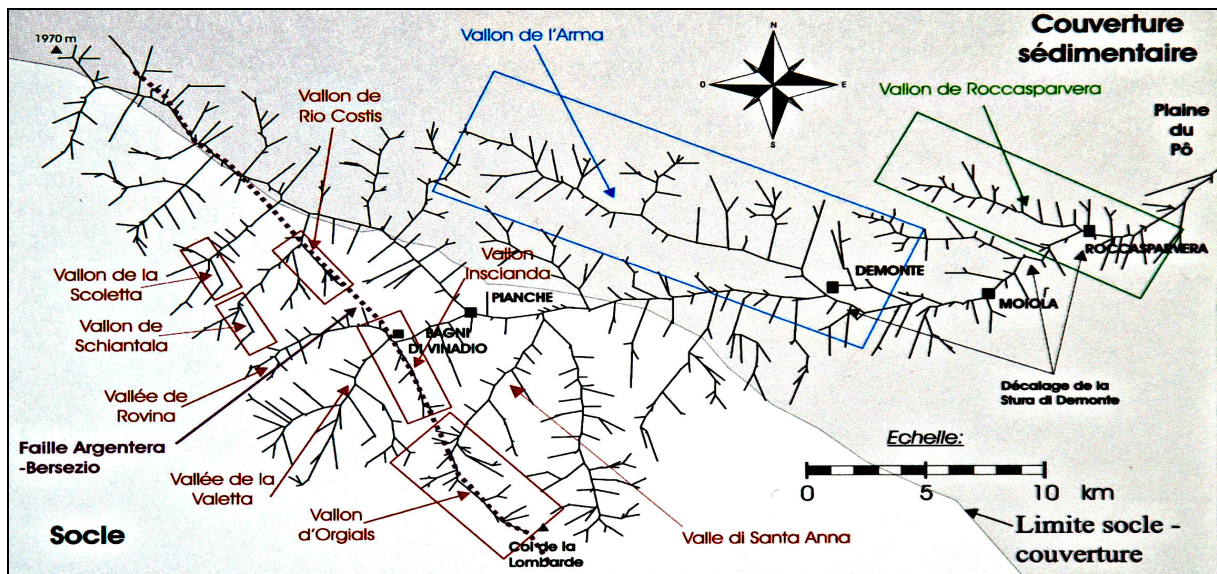 1970 m
Vallon de l'Arma
Couverture
sédimentaire
Vallon de
Rio Costis
N
O
E
S
Vallon de Roccasparvera
Plaine
du
Pô
Vallon de la
Scoletta
Vallon
Inscianda
ROCCASPARVERA
DEMONTE
MOIOLA
PIANCHE
Vallon de
Schiantala
BAGNI
DI VINADIO
Vallée de
Rovina
Décalage de la
Stura di Demonte
Faille Argentera
-Bersezio
Echelle:
Vallée de la
Valetta
0 5 10 km
Vallon
d'Orgials
Valle di Santa Anna
Limite socle -
couverture
Socle
Col de la
Lombarde